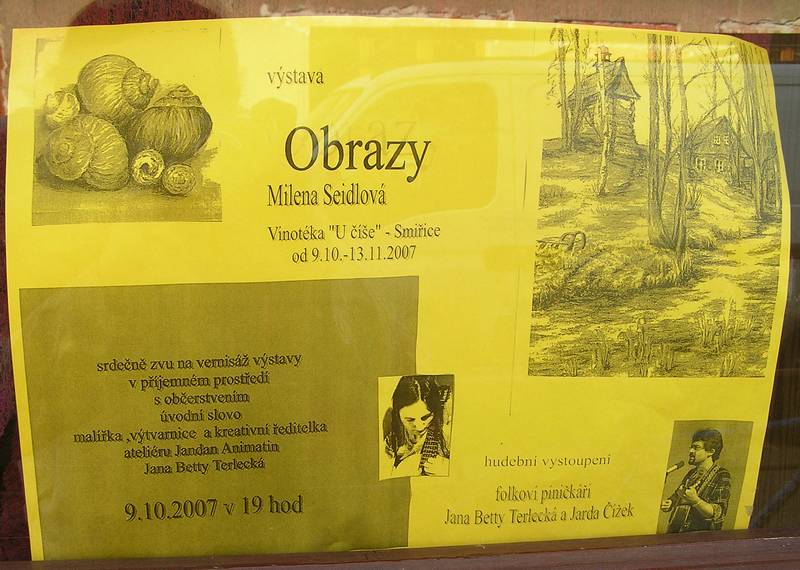 výstava
Obrazy
Milena Seidlová
Vinotéka "U číše" - Smiřice
od 9.10.-13.11.2007
srdečně zvu na vernisáž výstavy
v příjemném prostředí
s občerstvením
úvodní slovo
malířka ,výtvarnice a kreativní ředitelka
ateliéru Jandan Animatin
Jana Betty Terlecká
9.10.2007 v 19 hod
hudební vystoupení
folkoví piničkáři
Jana Betty Terlecká a Jarda Čížek